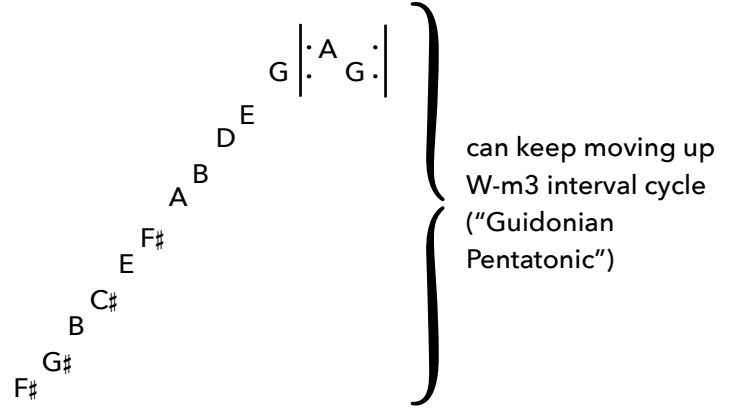 A
G G
E
D
B
A
F♯
E
C♯
B
G♯
F♯
can keep moving up
W-m3 interval cycle
(“Guidonian
Pentatonic”)